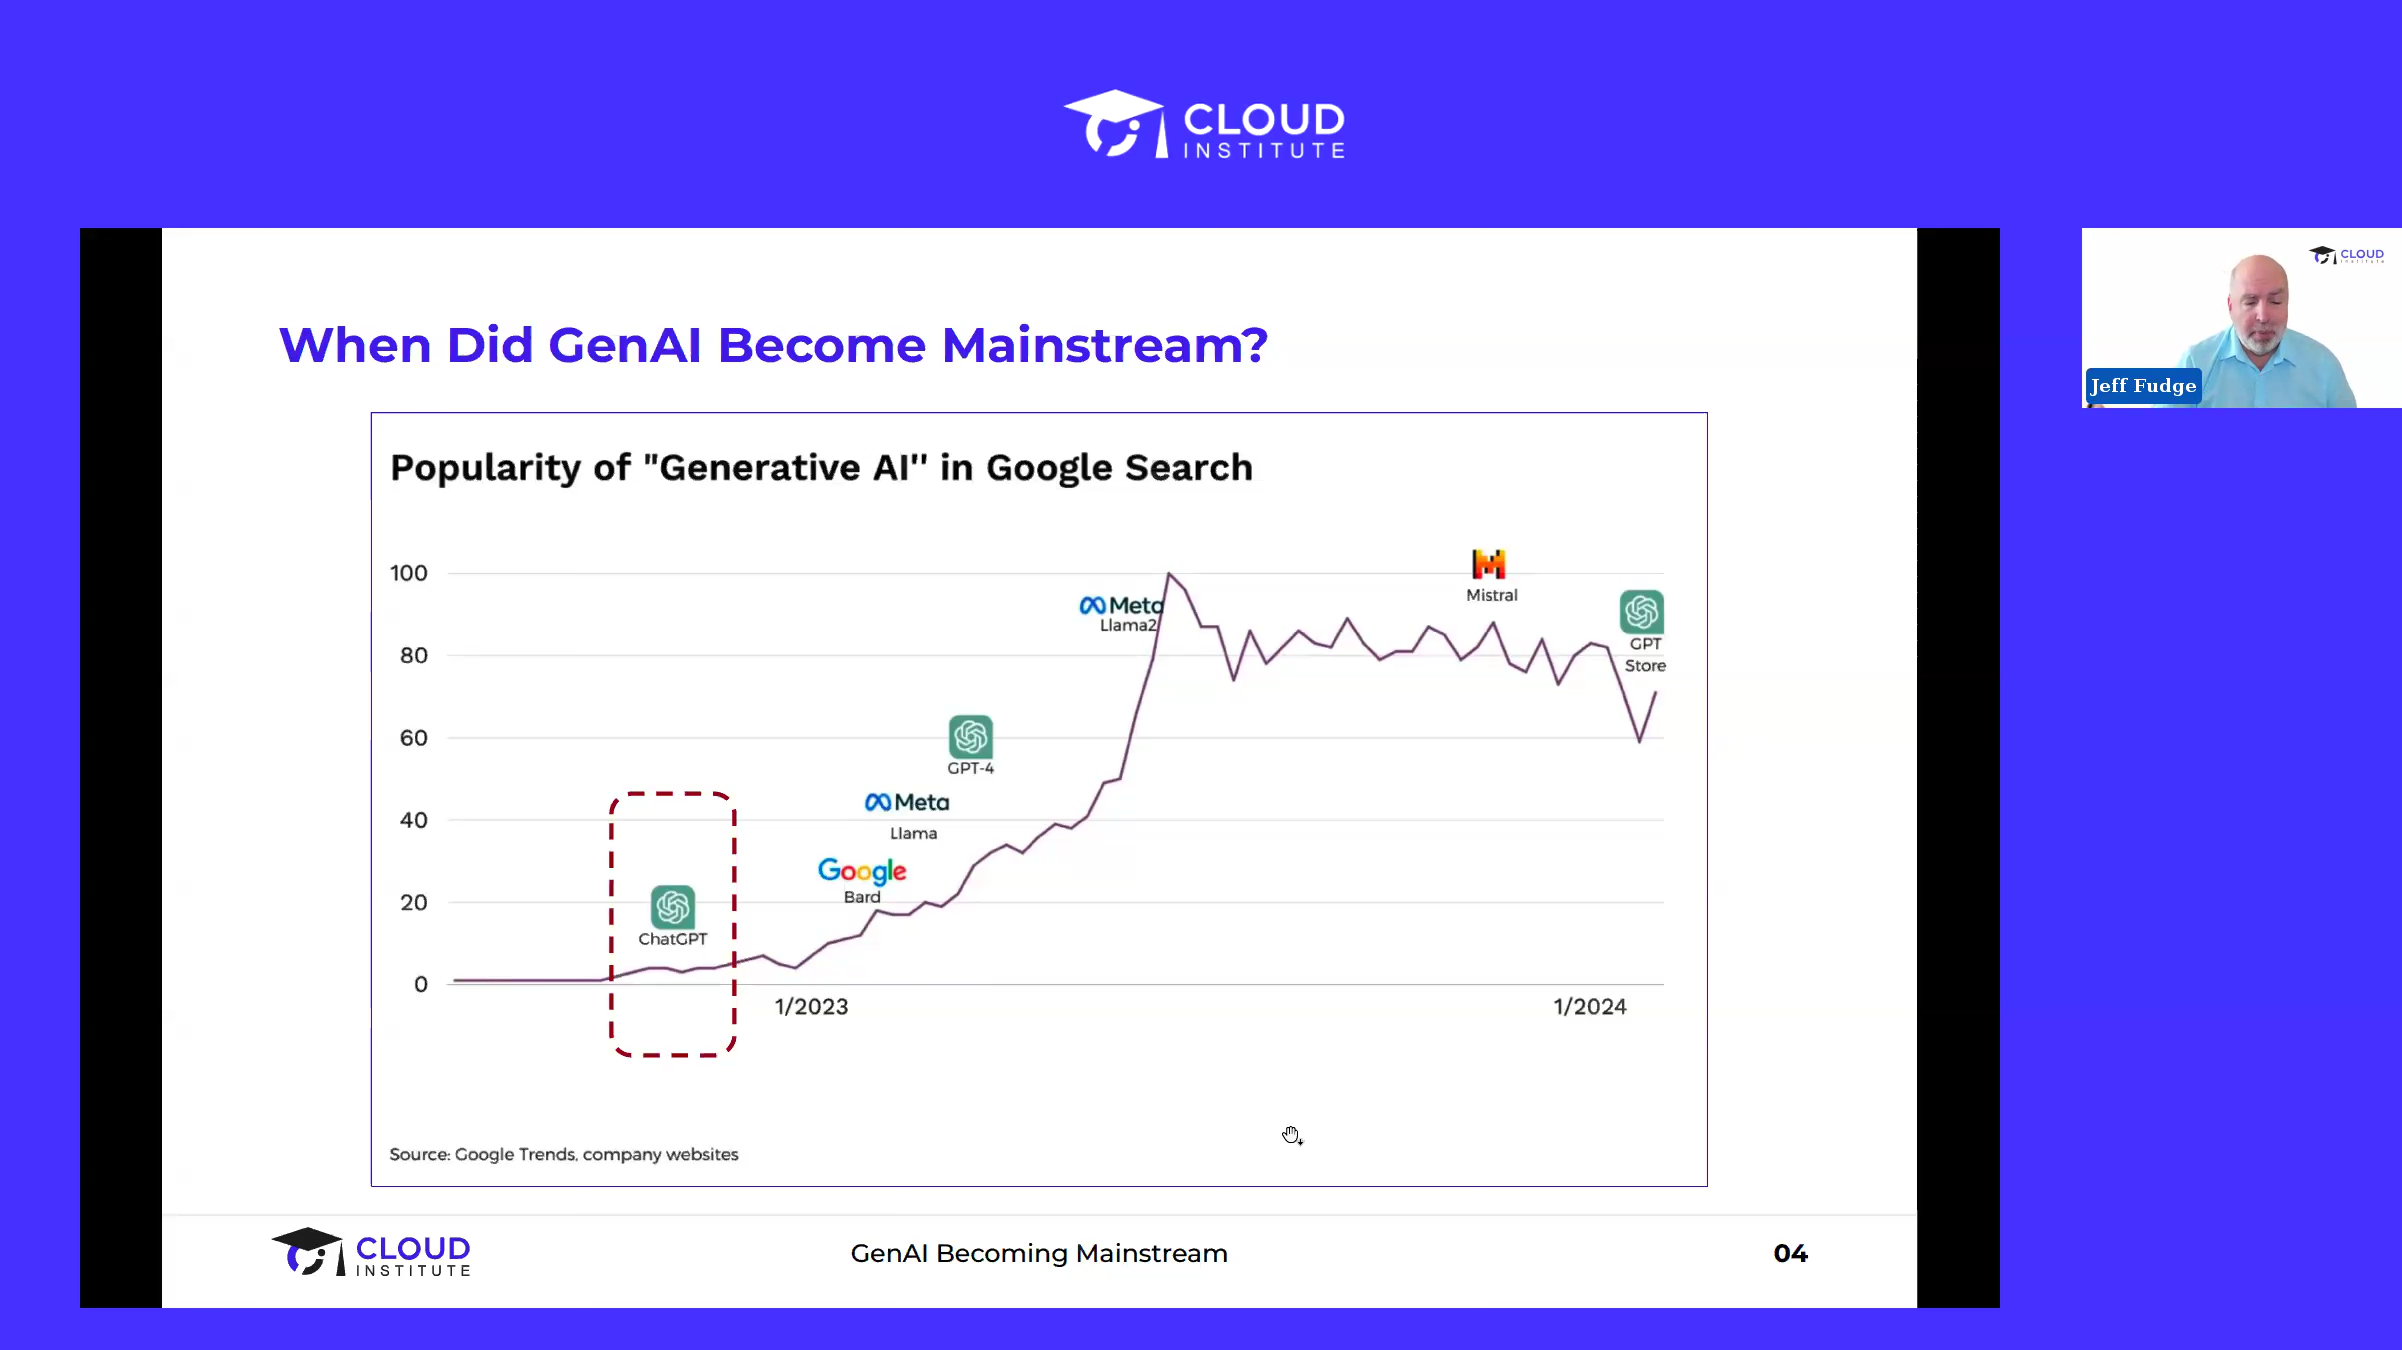 CLOUD
INSTITUTE
CLOUD
Institute
Jeff Fudge
When Did GenAI Become Mainstream?
Popularity of "Generative AI" in Google Search
100
80
60
40
20
0
Meta
Llama2
Mistral
GPT
Store
GPT-4
Meta
Llama
Google
Bard
ChatGPT
1/2023
1/2024
Source: Google Trends, company websites
CLOUD
INSTITUTE
GenAI Becoming Mainstream
04